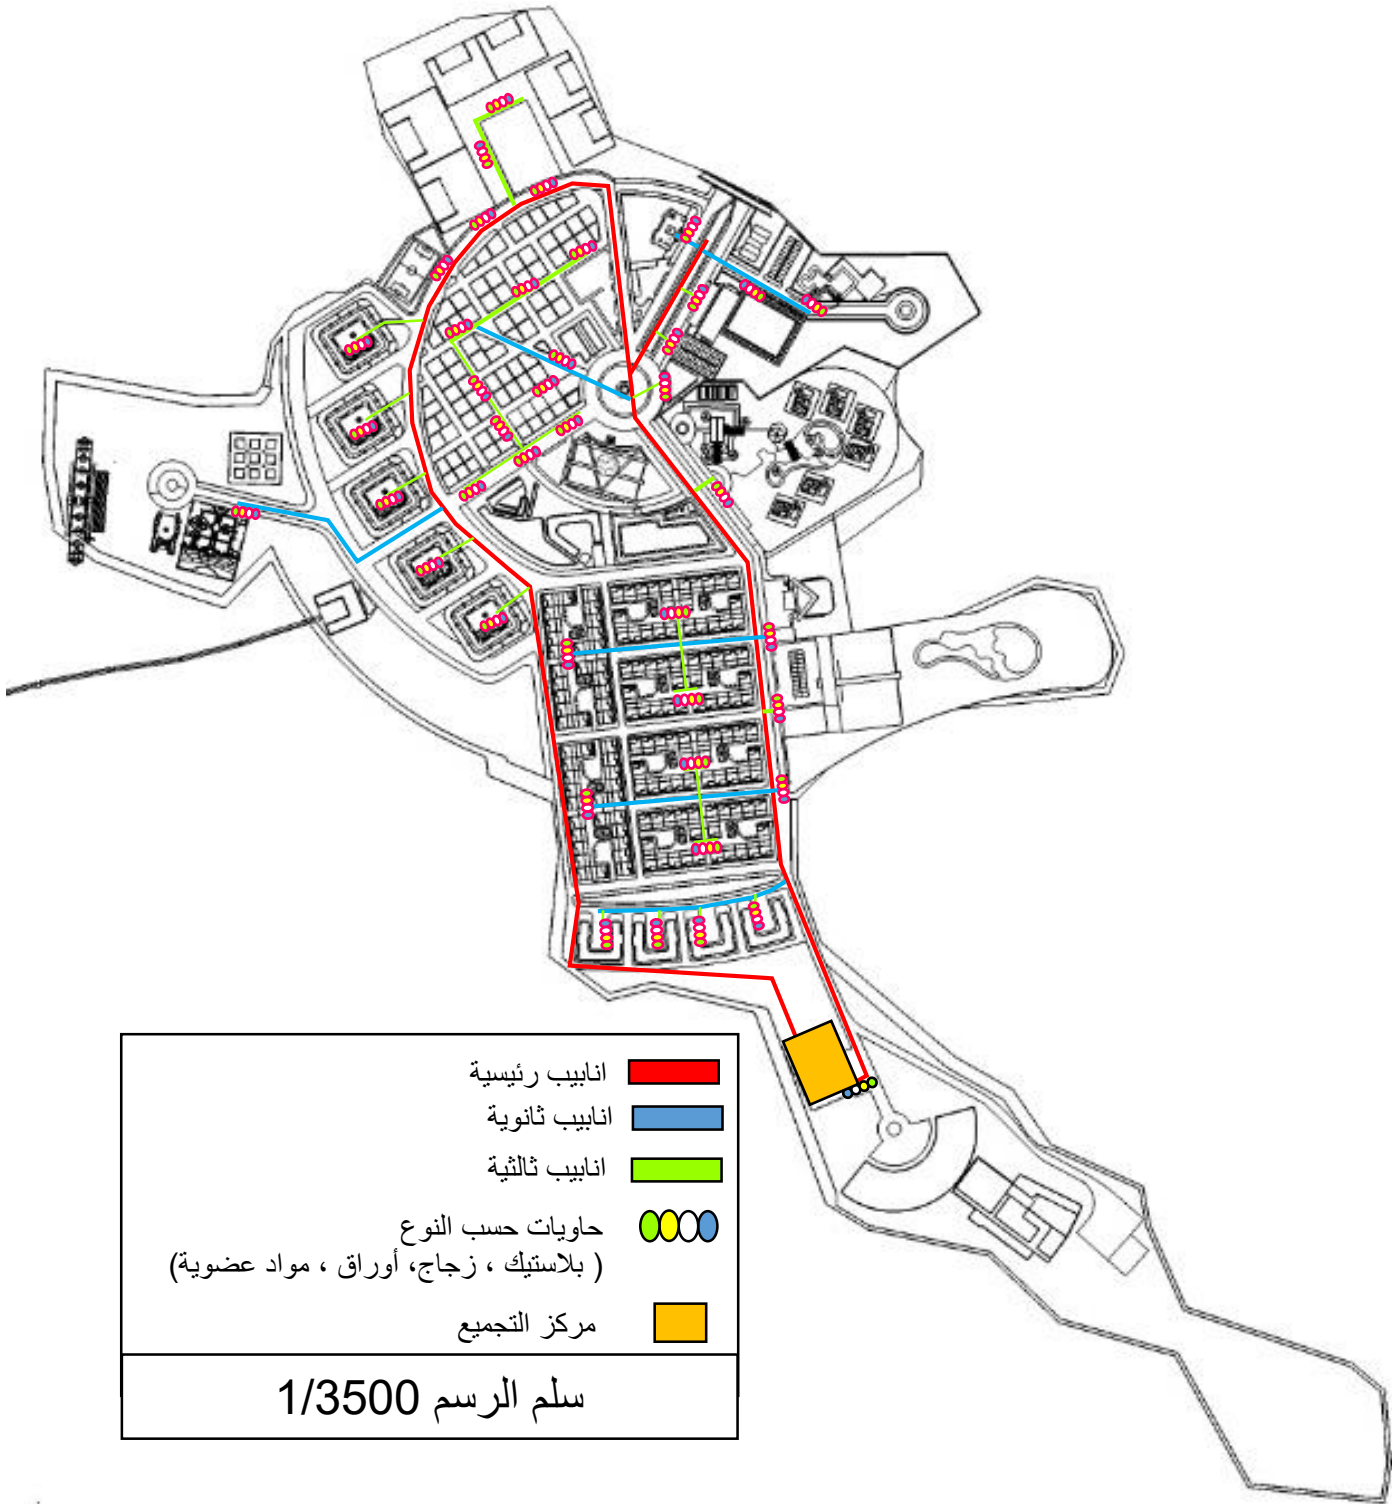 انابيب رئيسية
انابيب ثانوية
انابيب ثالثية
حاويات حسب النوع
( بلاستيك ، زجاج، أوراق ، مواد عضوية)
مركز التجميع
سلم الرسم 1/3500